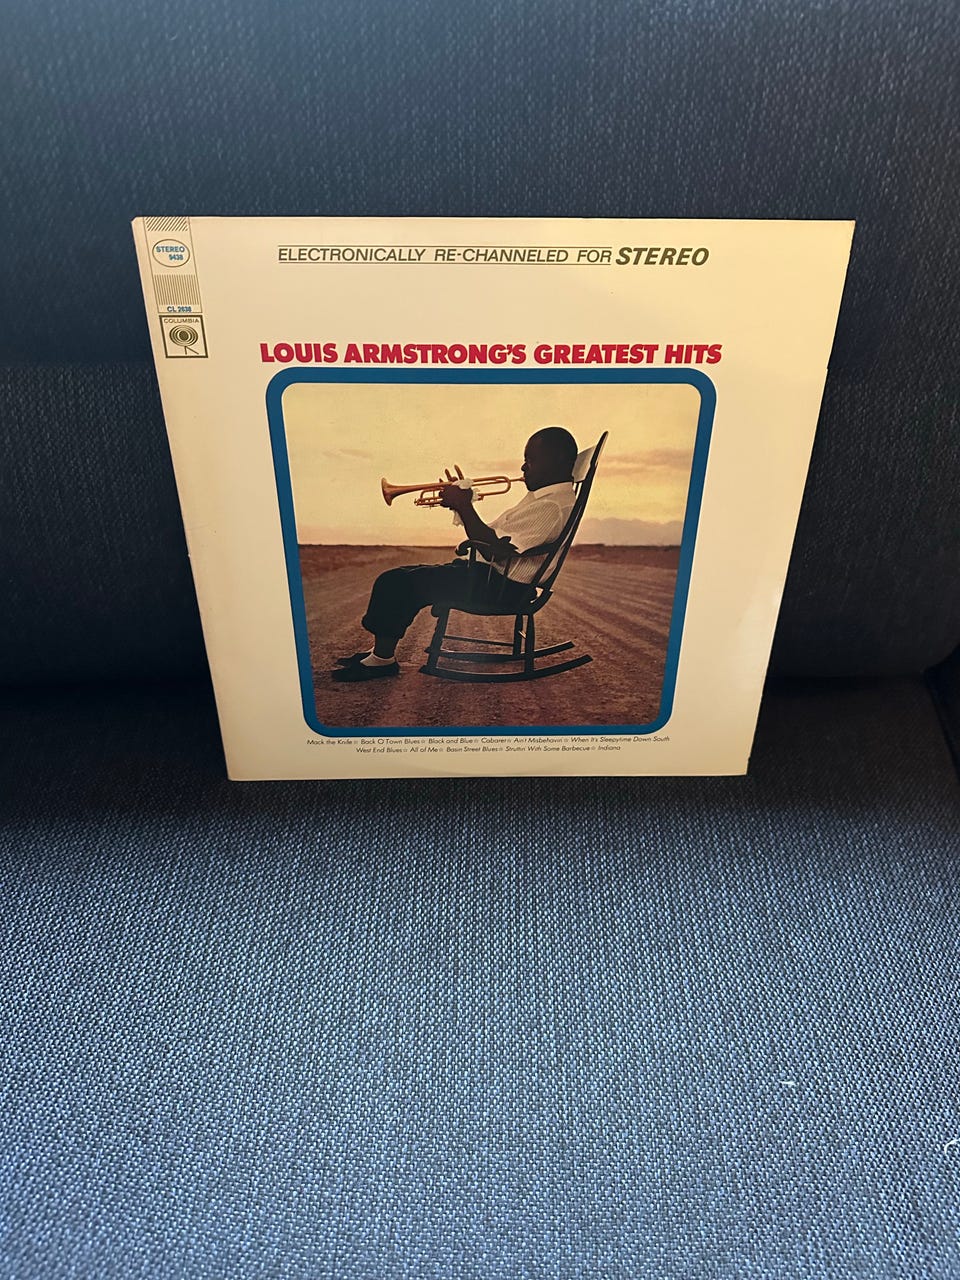 STEREO
9438
CL 2638
COLUMBIA
ELECTRONICALLY RE-CHANNELED FOR STEREO
LOUIS ARMSTRONG'S GREATEST HITS
Mack the Knife☆ Back O'Town Blues☆ Black and Blue☆ Cabaret☆ Ain't Misbehavin'☆ When It's Sleepytime Down South
West End Blues☆ All of Me☆ Basin Street Blues☆ Struttin' With Some Barbecue☆ Indiana